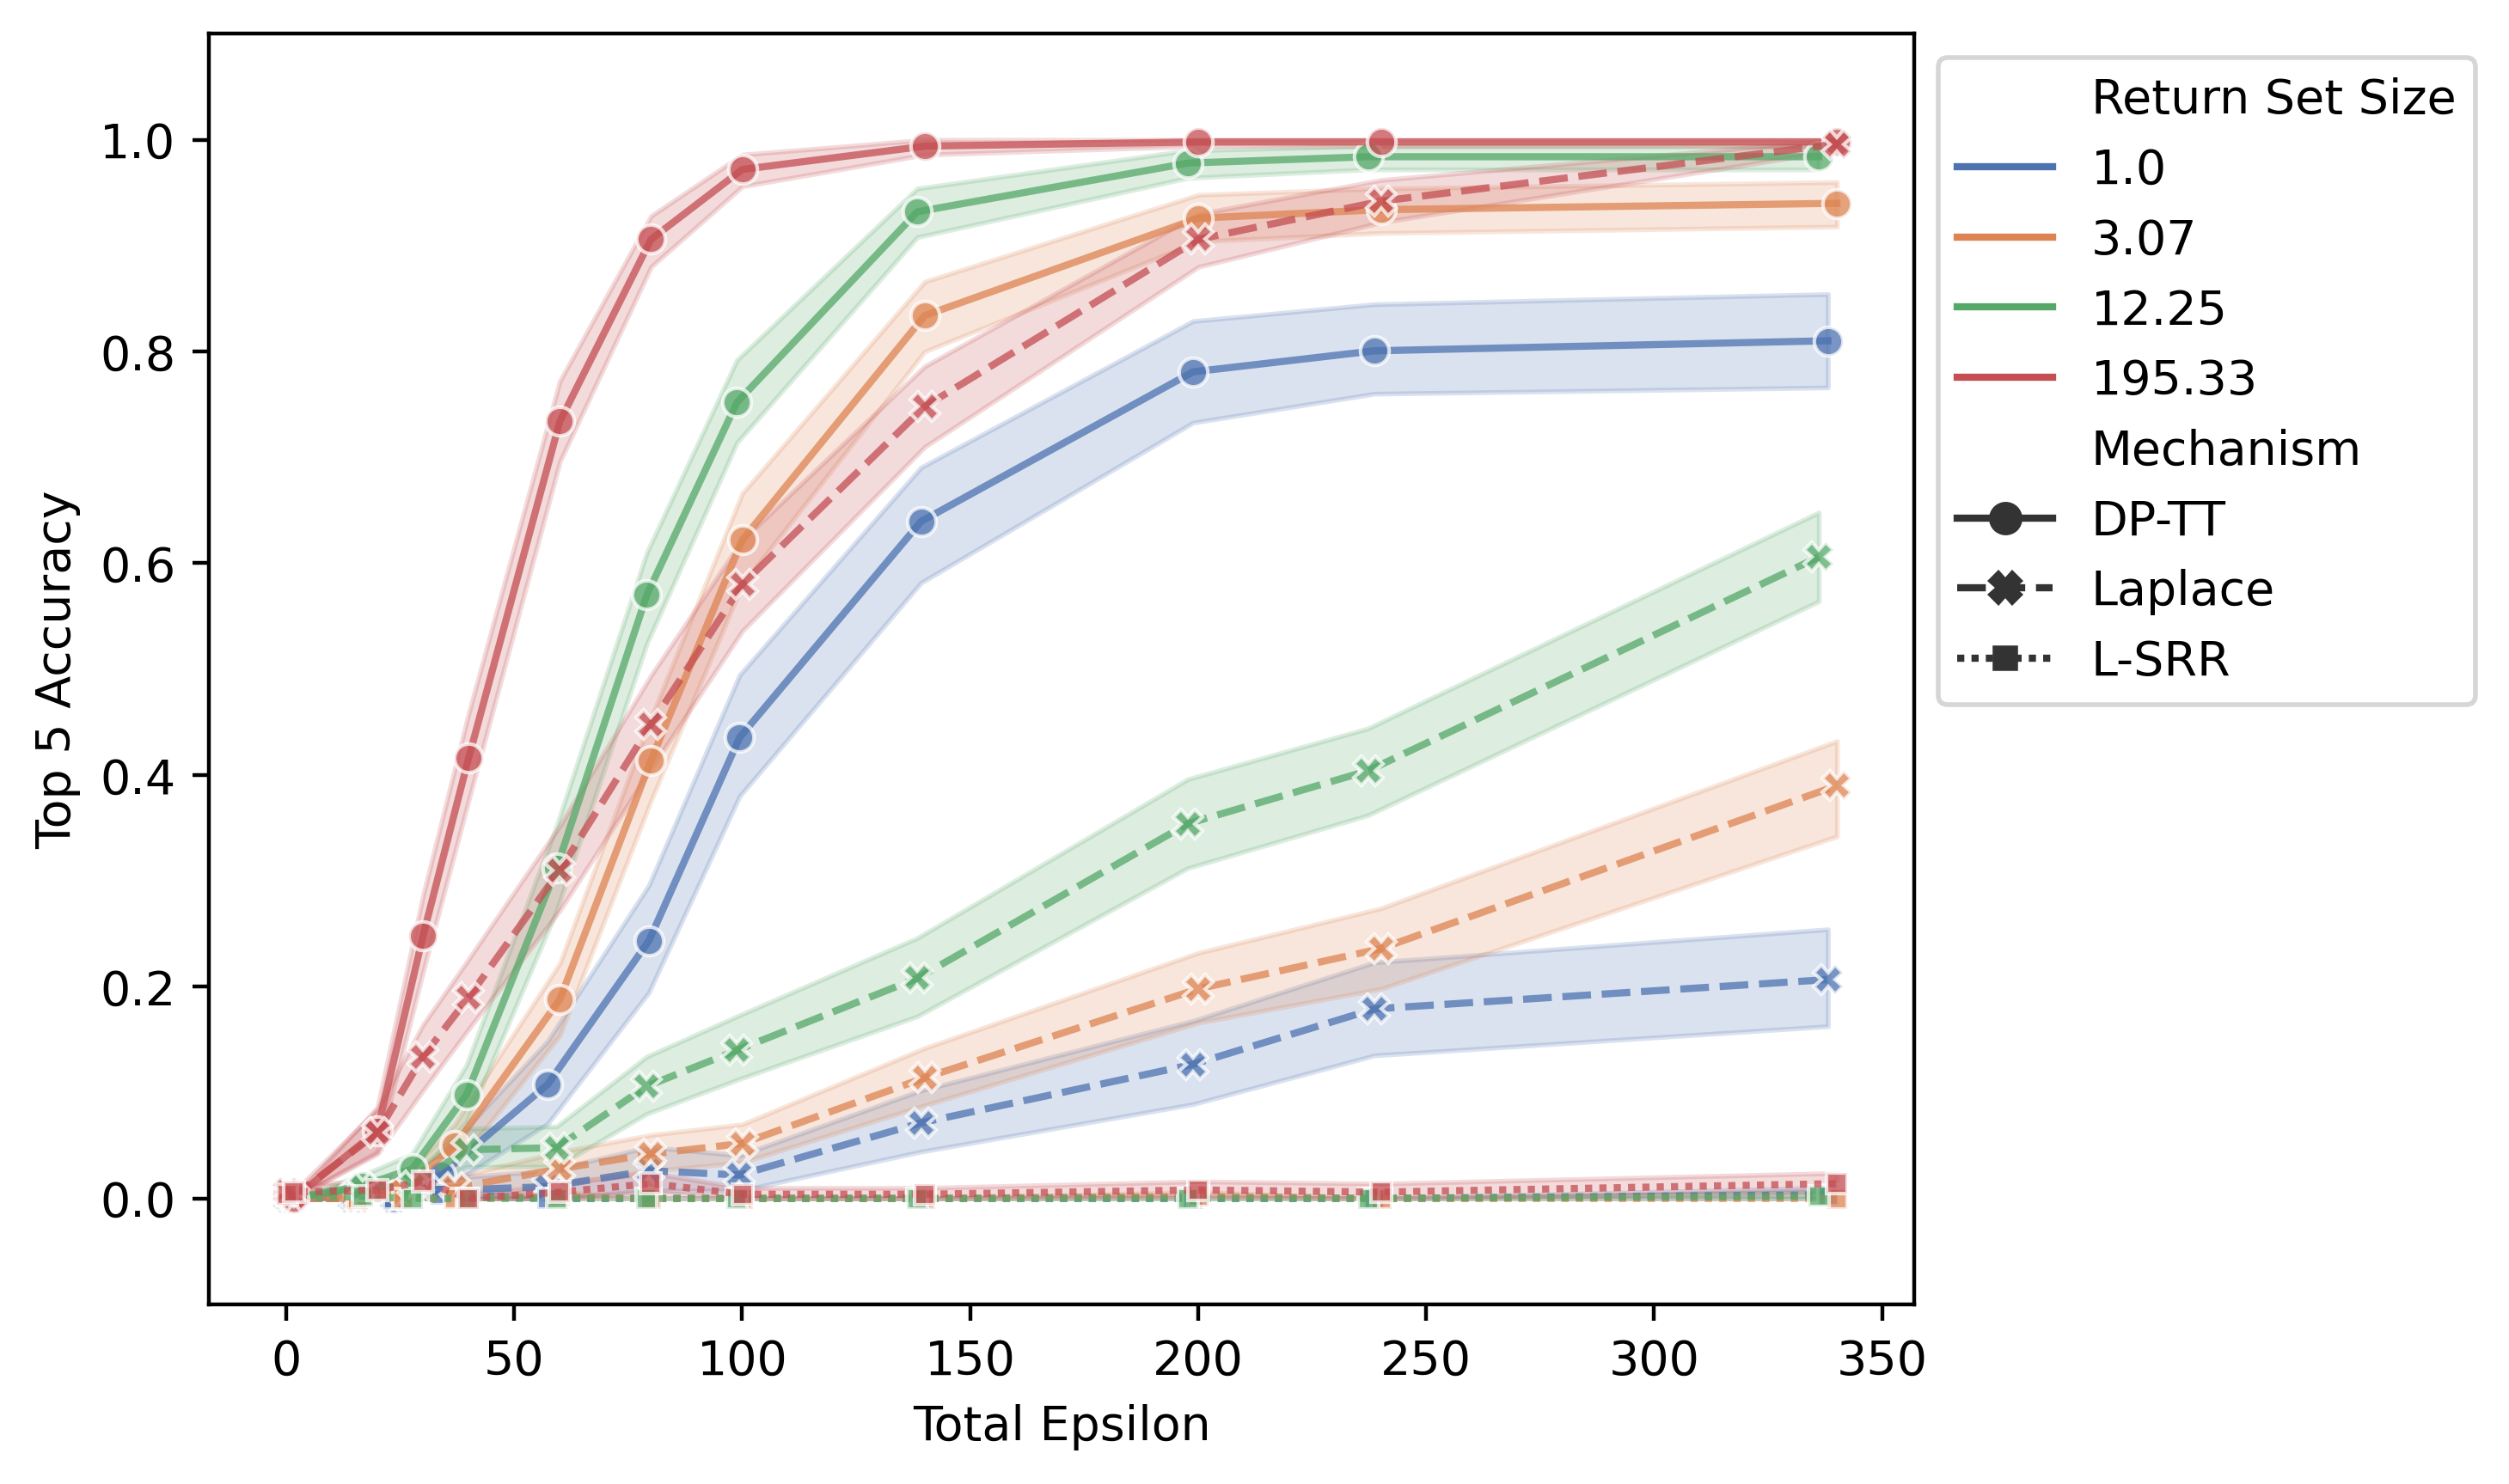 1.0
0.8
0.6
0.4
0.2
0.0
Top 5 Accuracy
0 50 100 150 200 250 300 350
Total Epsilon
Return Set Size
1.0
3.07
12.25
195.33
Mechanism
DP-TT
Laplace
L-SRR